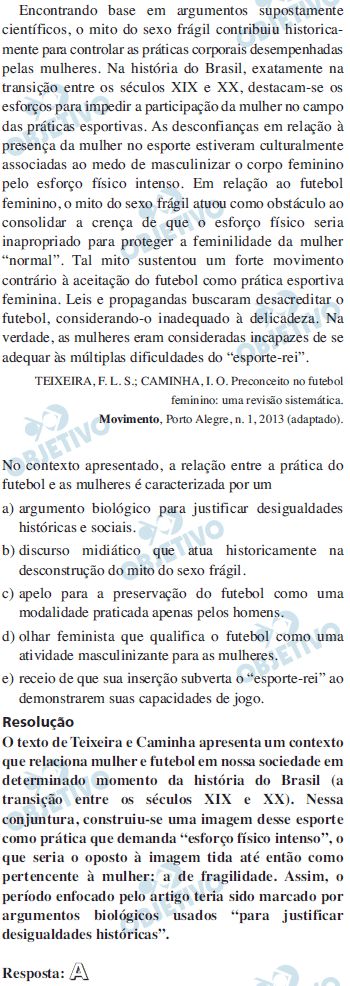 Encontrando base em argumentos supostamente
científicos, o mito do sexo frágil contribuiu historica-
mente para controlar as práticas corporais desempenhadas
pelas mulheres. Na história do Brasil, exatamente na
transição entre os séculos XIX e XX, destacam-se os
esforços para impedir a participação da mulher no campo
das práticas esportivas. As desconfianças em relação à
presença da mulher no esporte estiveram culturalmente
associadas ao medo de masculinizar o corpo feminino
pelo esforço físico intenso. Em relação ao futebol
feminino, o mito do sexo frágil atuou como obstáculo ao
consolidar a crença de que o esforço físico seria
inapropriado para proteger a feminilidade da mulher
“normal”. Tal mito sustentou um forte movimento
contrário à aceitação do futebol como prática esportiva
feminina. Leis e propagandas buscaram desacreditar o
futebol, considerando-o inadequado à delicadeza. Na
verdade, as mulheres eram consideradas incapazes de se
adequar às múltiplas dificuldades do “esporte-rei”.
TEIXEIRA, F. L. S.; CAMINHA, I. O. Preconceito no futebol
feminino: uma revisão sistemática.
Movimento, Porto Alegre, n. 1, 2013 (adaptado).
No contexto apresentado, a relação entre a prática do
futebol e as mulheres é caracterizada por um
a) argumento biológico para justificar desigualdades
históricas e sociais.
b) discurso midiático que atua historicamente na
desconstrução do mito do sexo frágil.
c) apelo para a preservação do futebol como uma
modalidade praticada apenas pelos homens.
d) olhar feminista que qualifica o futebol como uma
atividade masculinizante para as mulheres.
e) receio de que sua inserção subverta o “esporte-rei” ao
demonstrarem suas capacidades de jogo.
Resolução
O texto de Teixeira e Caminha apresenta um contexto
que relaciona mulher e futebol em nossa sociedade em
determinado momento da história do Brasil (a
transição entre os séculos XIX e XX). Nessa
conjuntura, construiu-se uma imagem desse esporte
como prática que demanda “esforço físico intenso”, o
que seria o oposto à imagem tida até então como
pertencente à mulher: a de fragilidade. Assim, o
período enfocado pelo artigo teria sido marcado por
argumentos biológicos usados “para justificar
desigualdades históricas”.
Resposta: A
OBJETIVO
OBJETIVO
OBJETIVO
OBJETIVO
OBJETIVO
OBJETIVO
OBJETIVO
OBJETIVO
OBJETIVO